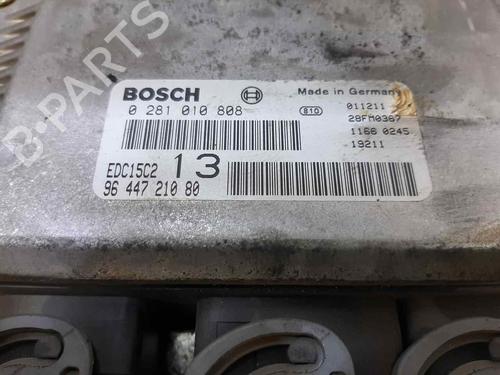 B-PARTS
BOSCH
Made in Germany
0 281 010 808
810
011211
28FM0367
1166 0245
19211
EDC15C2 13
96 447 210 80